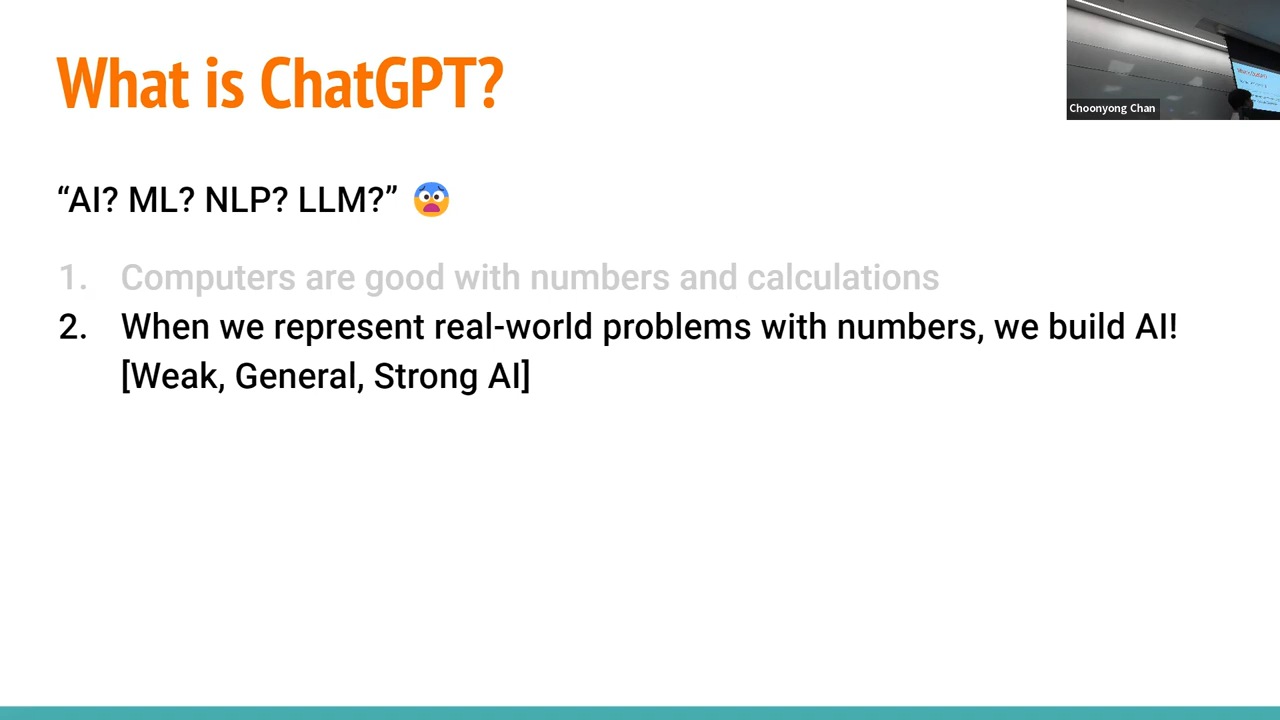 What is ChatGPT?
Choonyong Chan
“AI? ML? NLP? LLM?” 😨
1. Computers are good with numbers and calculations
2. When we represent real-world problems with numbers, we build AI!
[Weak, General, Strong AI]